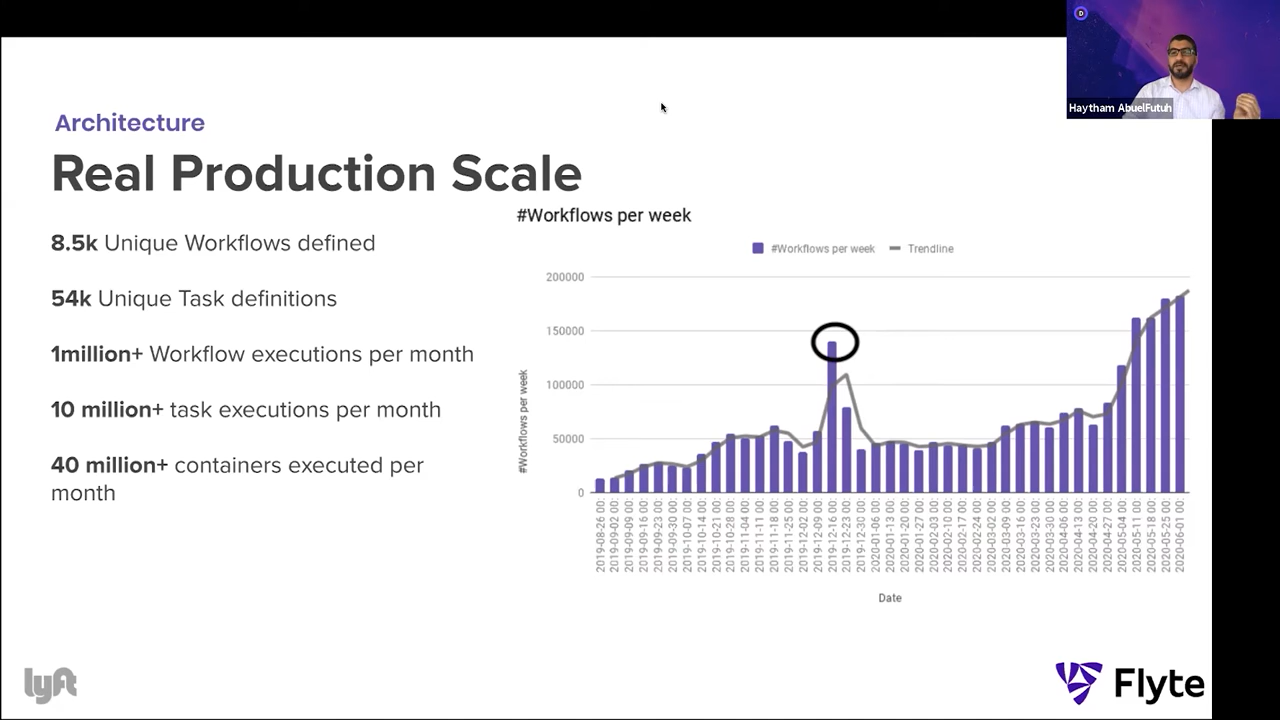 D
Haytham AbuelFutuh
Architecture
Real Production Scale
8.5k Unique Workflows defined
54k Unique Task definitions
1million+ Workflow executions per month
10 million+ task executions per month
40 million+ containers executed per
month
#Workflows per week
#Workflows per week
Trendline
#Workflows per week
200000
150000
100000
50000
0
2019-08-26 00:
2019-09-02 00:
2019-09-09 00:
2019-09-16 00:
2019-09-23 00:
2019-09-30 00:
2019-10-07 00:
2019-10-14 00:
2019-10-21 00:
2019-10-28 00:
2019-11-04 00:
2019-11-11 00:
2019-11-18 00:
2019-11-25 00:
2019-12-02 00:
2019-12-09 00:
2019-12-16 00:
2019-12-23 00:
2019-12-30 00:
2020-01-06 00:
2020-01-13 00:
2020-01-20 00:
2020-01-27 00:
2020-02-03 00:
2020-02-10 00:
2020-02-17 00:
2020-02-24 00:
2020-03-02 00:
2020-03-09 00:
2020-03-16 00:
2020-03-23 00:
2020-03-30 00:
2020-04-06 00:
2020-04-13 00:
2020-04-20 00:
2020-04-27 00:
2020-05-04 00:
2020-05-11 00:
2020-05-18 00:
2020-05-25 00:
2020-06-01 00:
Date
lyft
Flyte